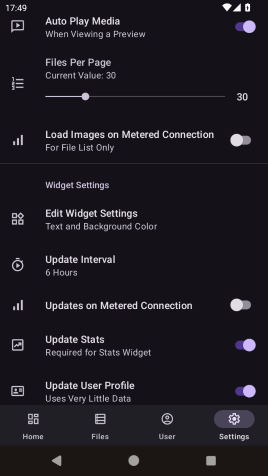 17:49
Auto Play Media
When Viewing a Preview
Files Per Page
Current Value: 30
30
Load Images on Metered Connection
For File List Only
Widget Settings
Edit Widget Settings
Text and Background Color
Update Interval
6 Hours
Updates on Metered Connection
Update Stats
Required for Stats Widget
Update User Profile
Uses Very Little Data
Home Files User Settings